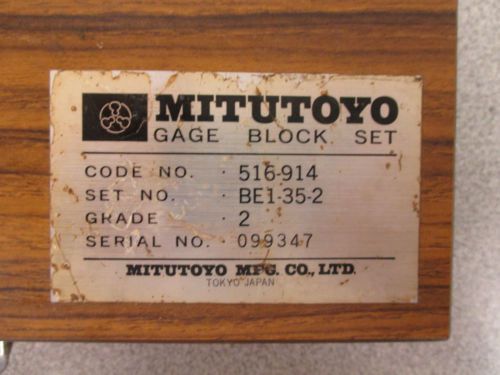 MITUTOYO
GAGE BLOCK SET
CODE NO. · 516-914
SET NO. · BE1-35-2
GRADE · 2
SERIAL NO. · 099347
MITUTOYO MFG. CO., LTD.
TOKYO JAPAN